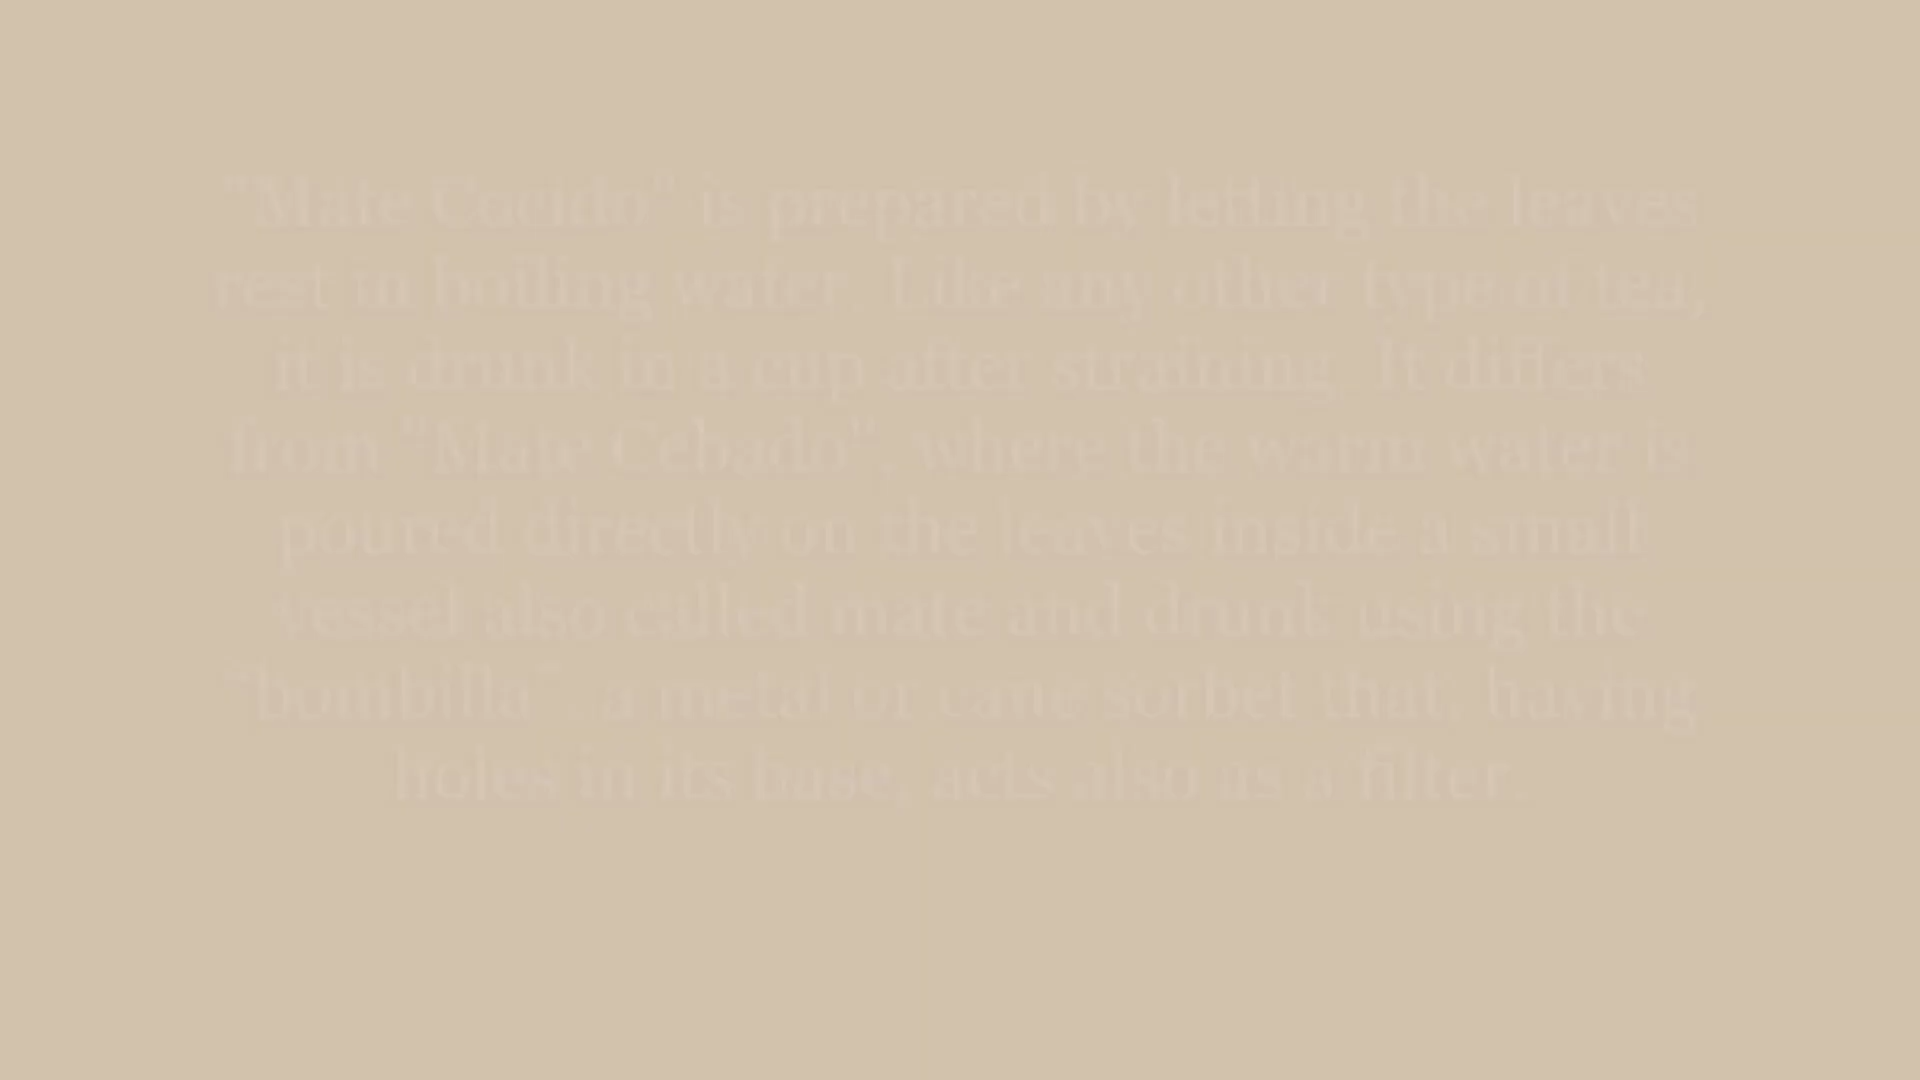 "Mate Cocido" is prepared by letting the leaves
rest in boiling water. Like any other type of tea,
it is drunk in a cup after straining. It differs
from "Mate Cebado", where the warm water is
poured directly on the leaves inside a small
vessel also called mate and drunk using the
"bombilla", a metal or cane sorbet that, having
holes in its base, acts also as a filter.